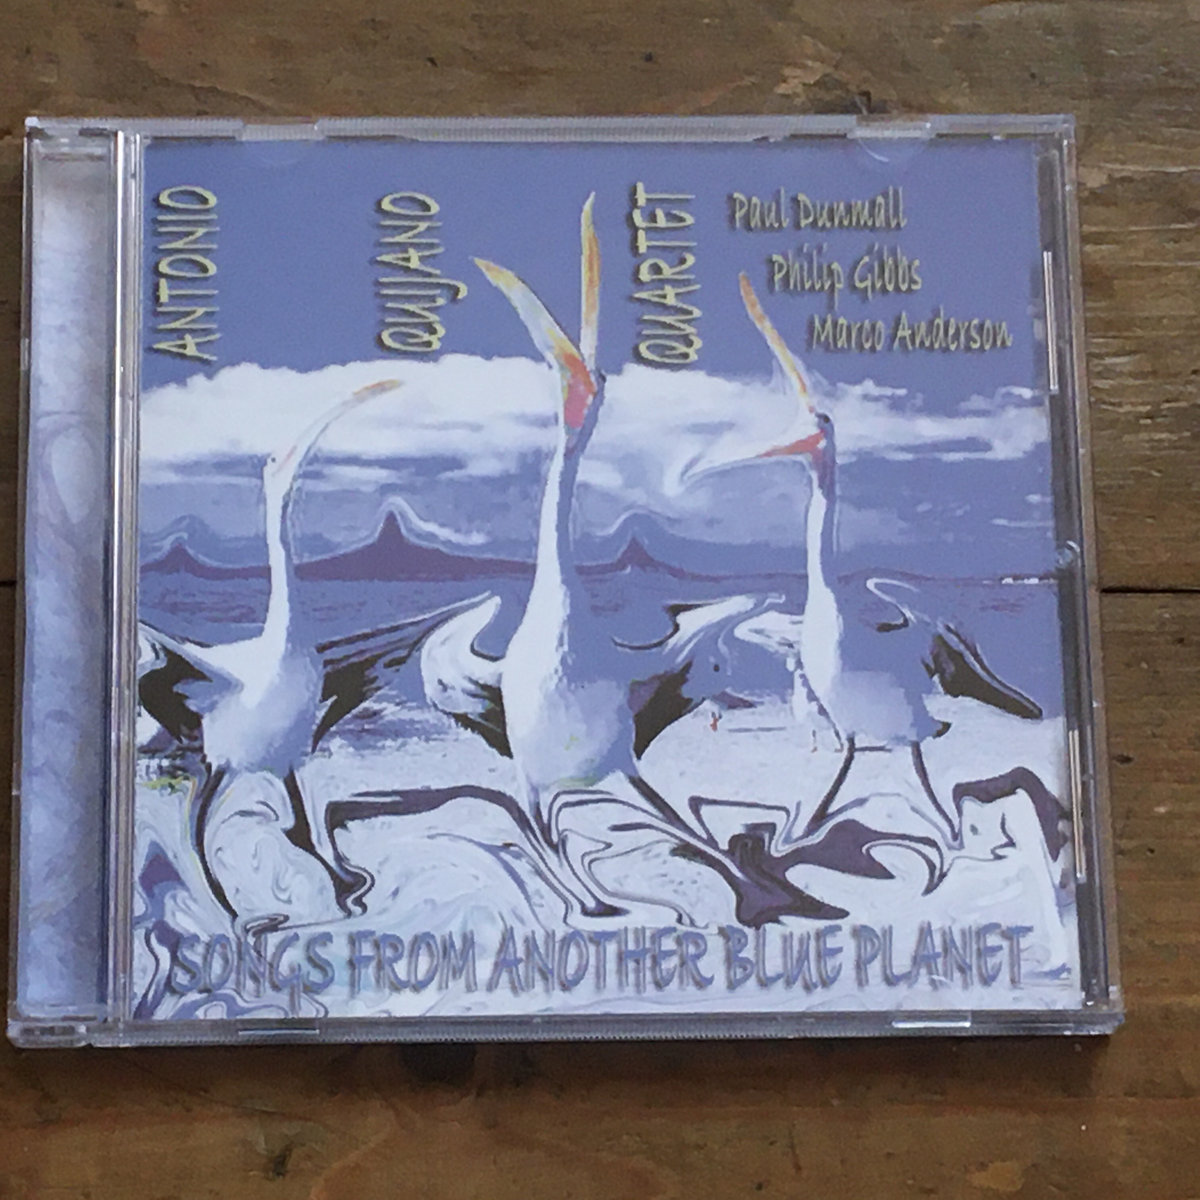 ANTONIO
QUIJANO
QUARTET
Paul Dunmall
Philip Gibbs
Marco Anderson
SONGS FROM ANOTHER BLUE PLANET